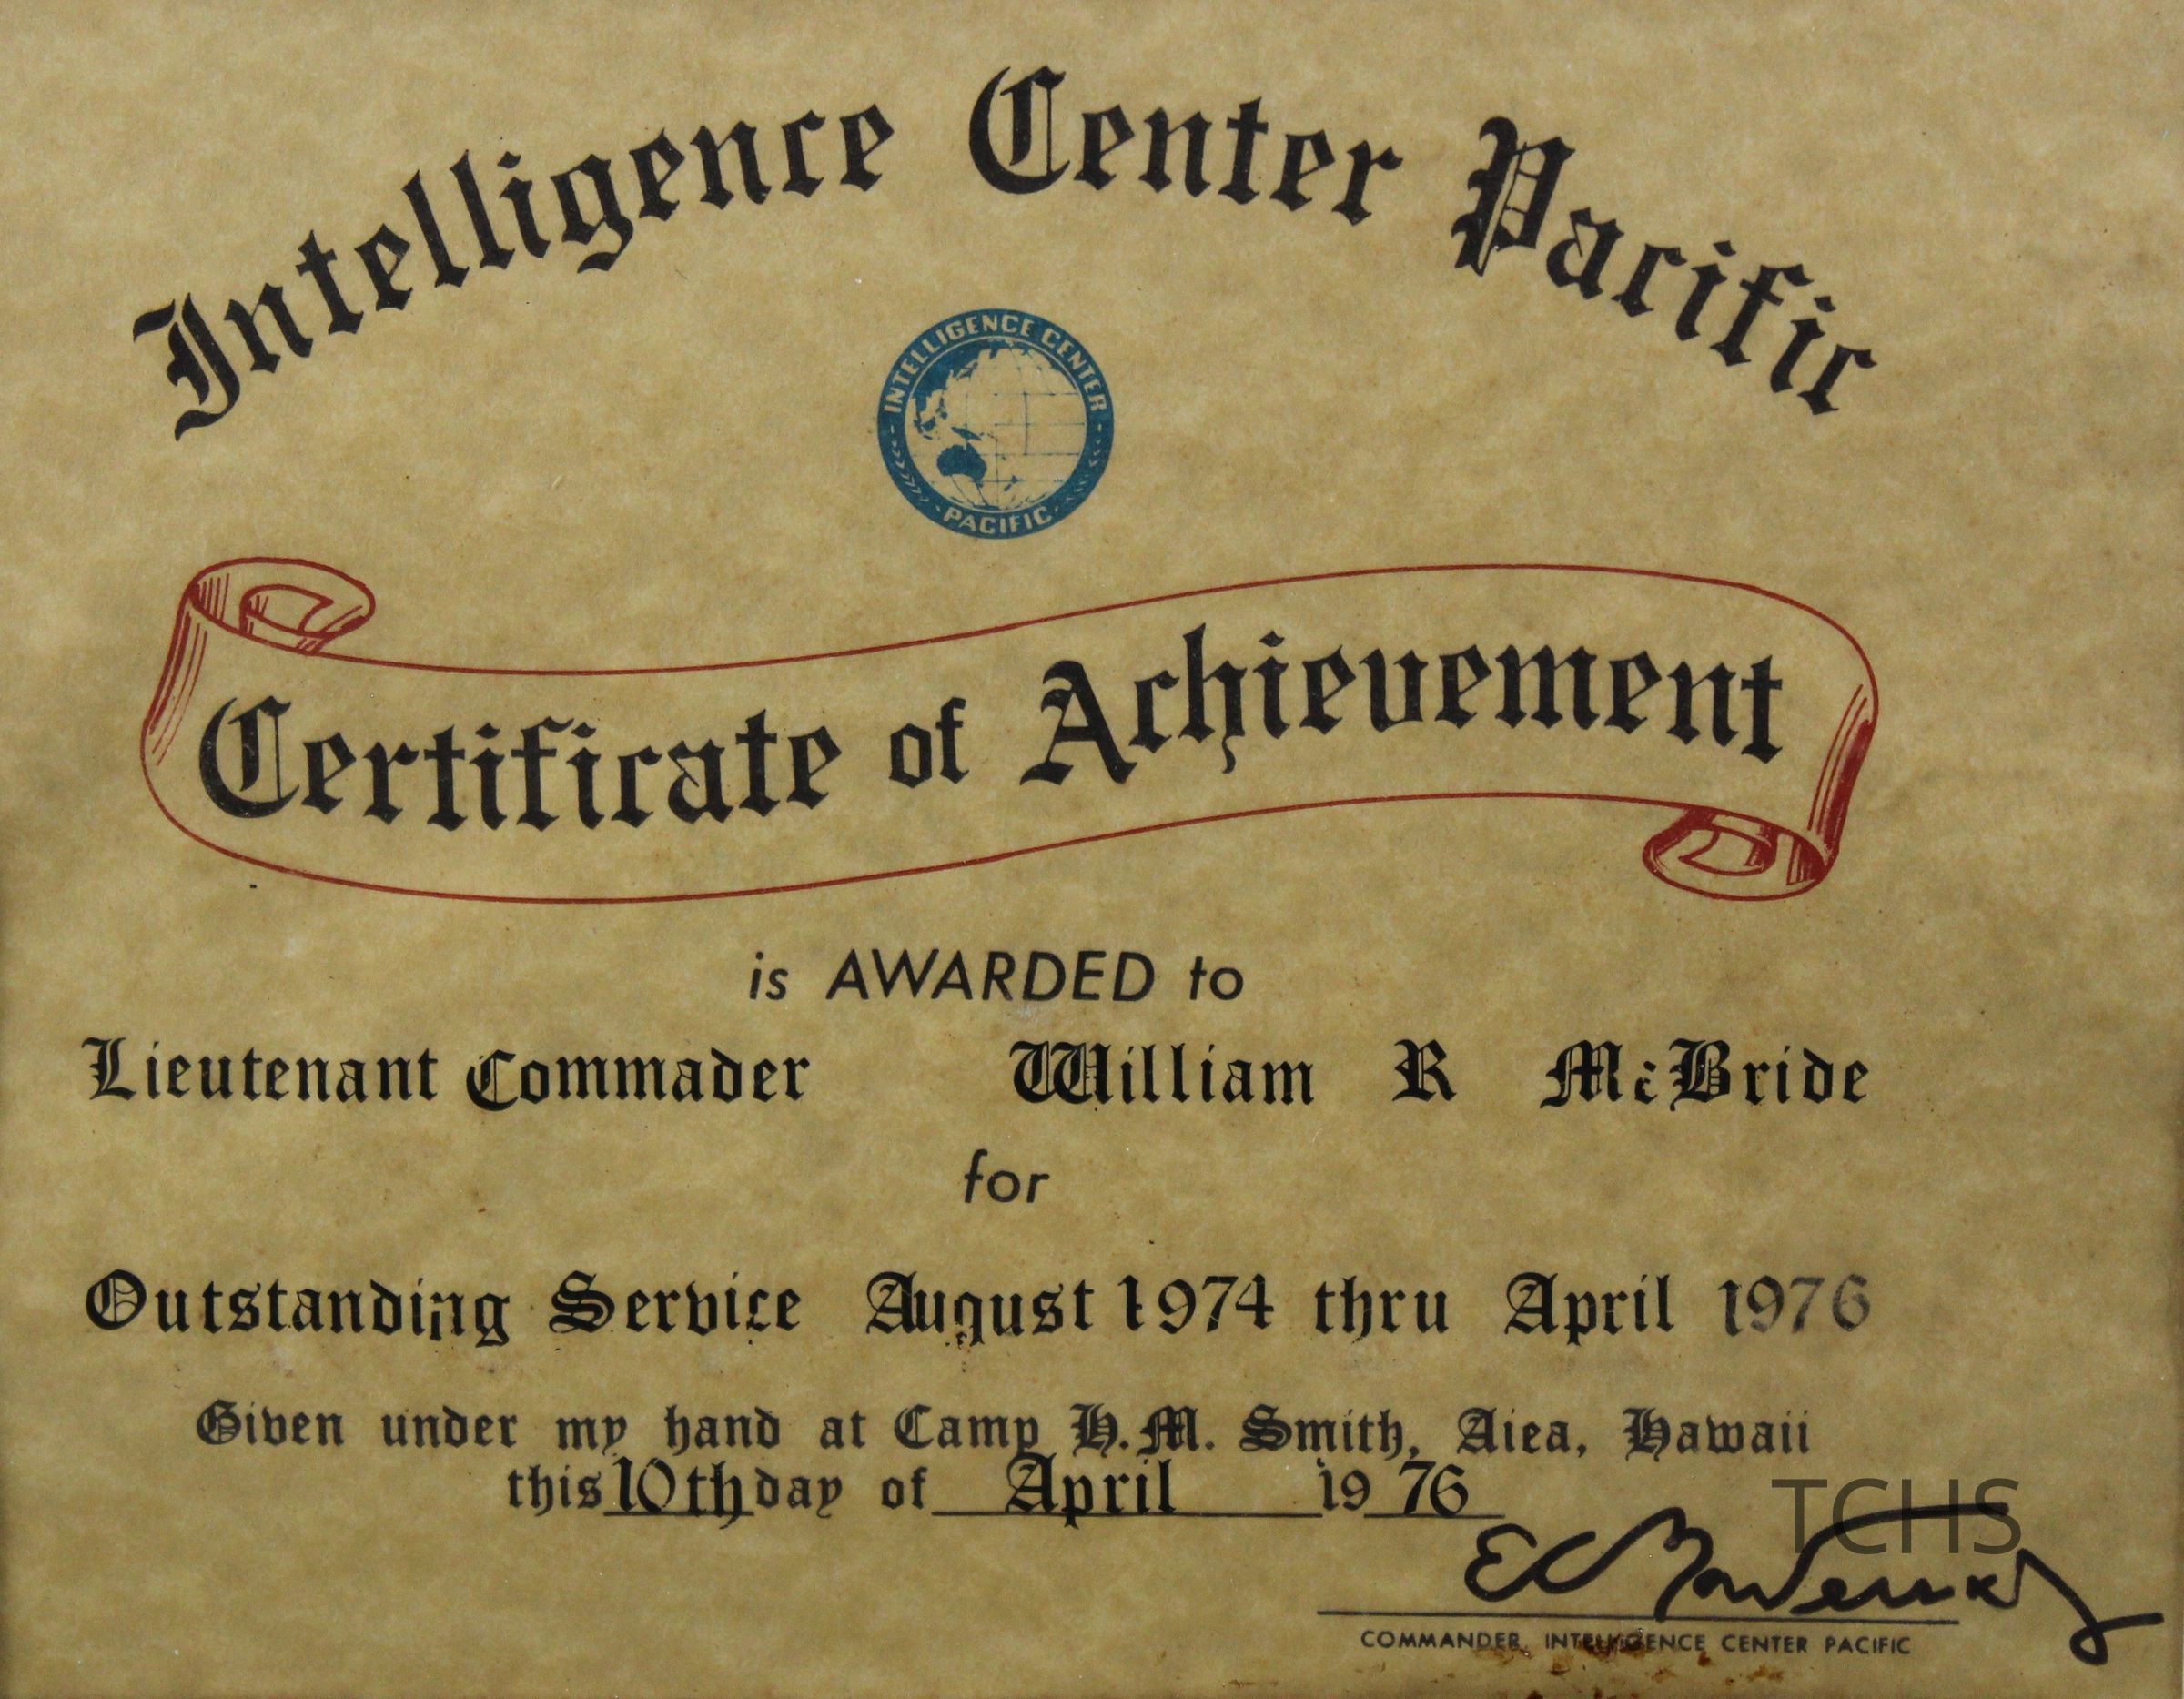 Intelligence Center Pacific
INTELLIGENCE CENTER
PACIFIC
Certificate of Achievement
is AWARDED to
Lieutenant Commader William R McBride
for
Outstanding Service August 1974 thru April 1976
Given under my hand at Camp H.M. Smith, Aiea, Hawaii
this 10th day of April 1976
TCHS
COMMANDER, INTELLIGENCE CENTER PACIFIC